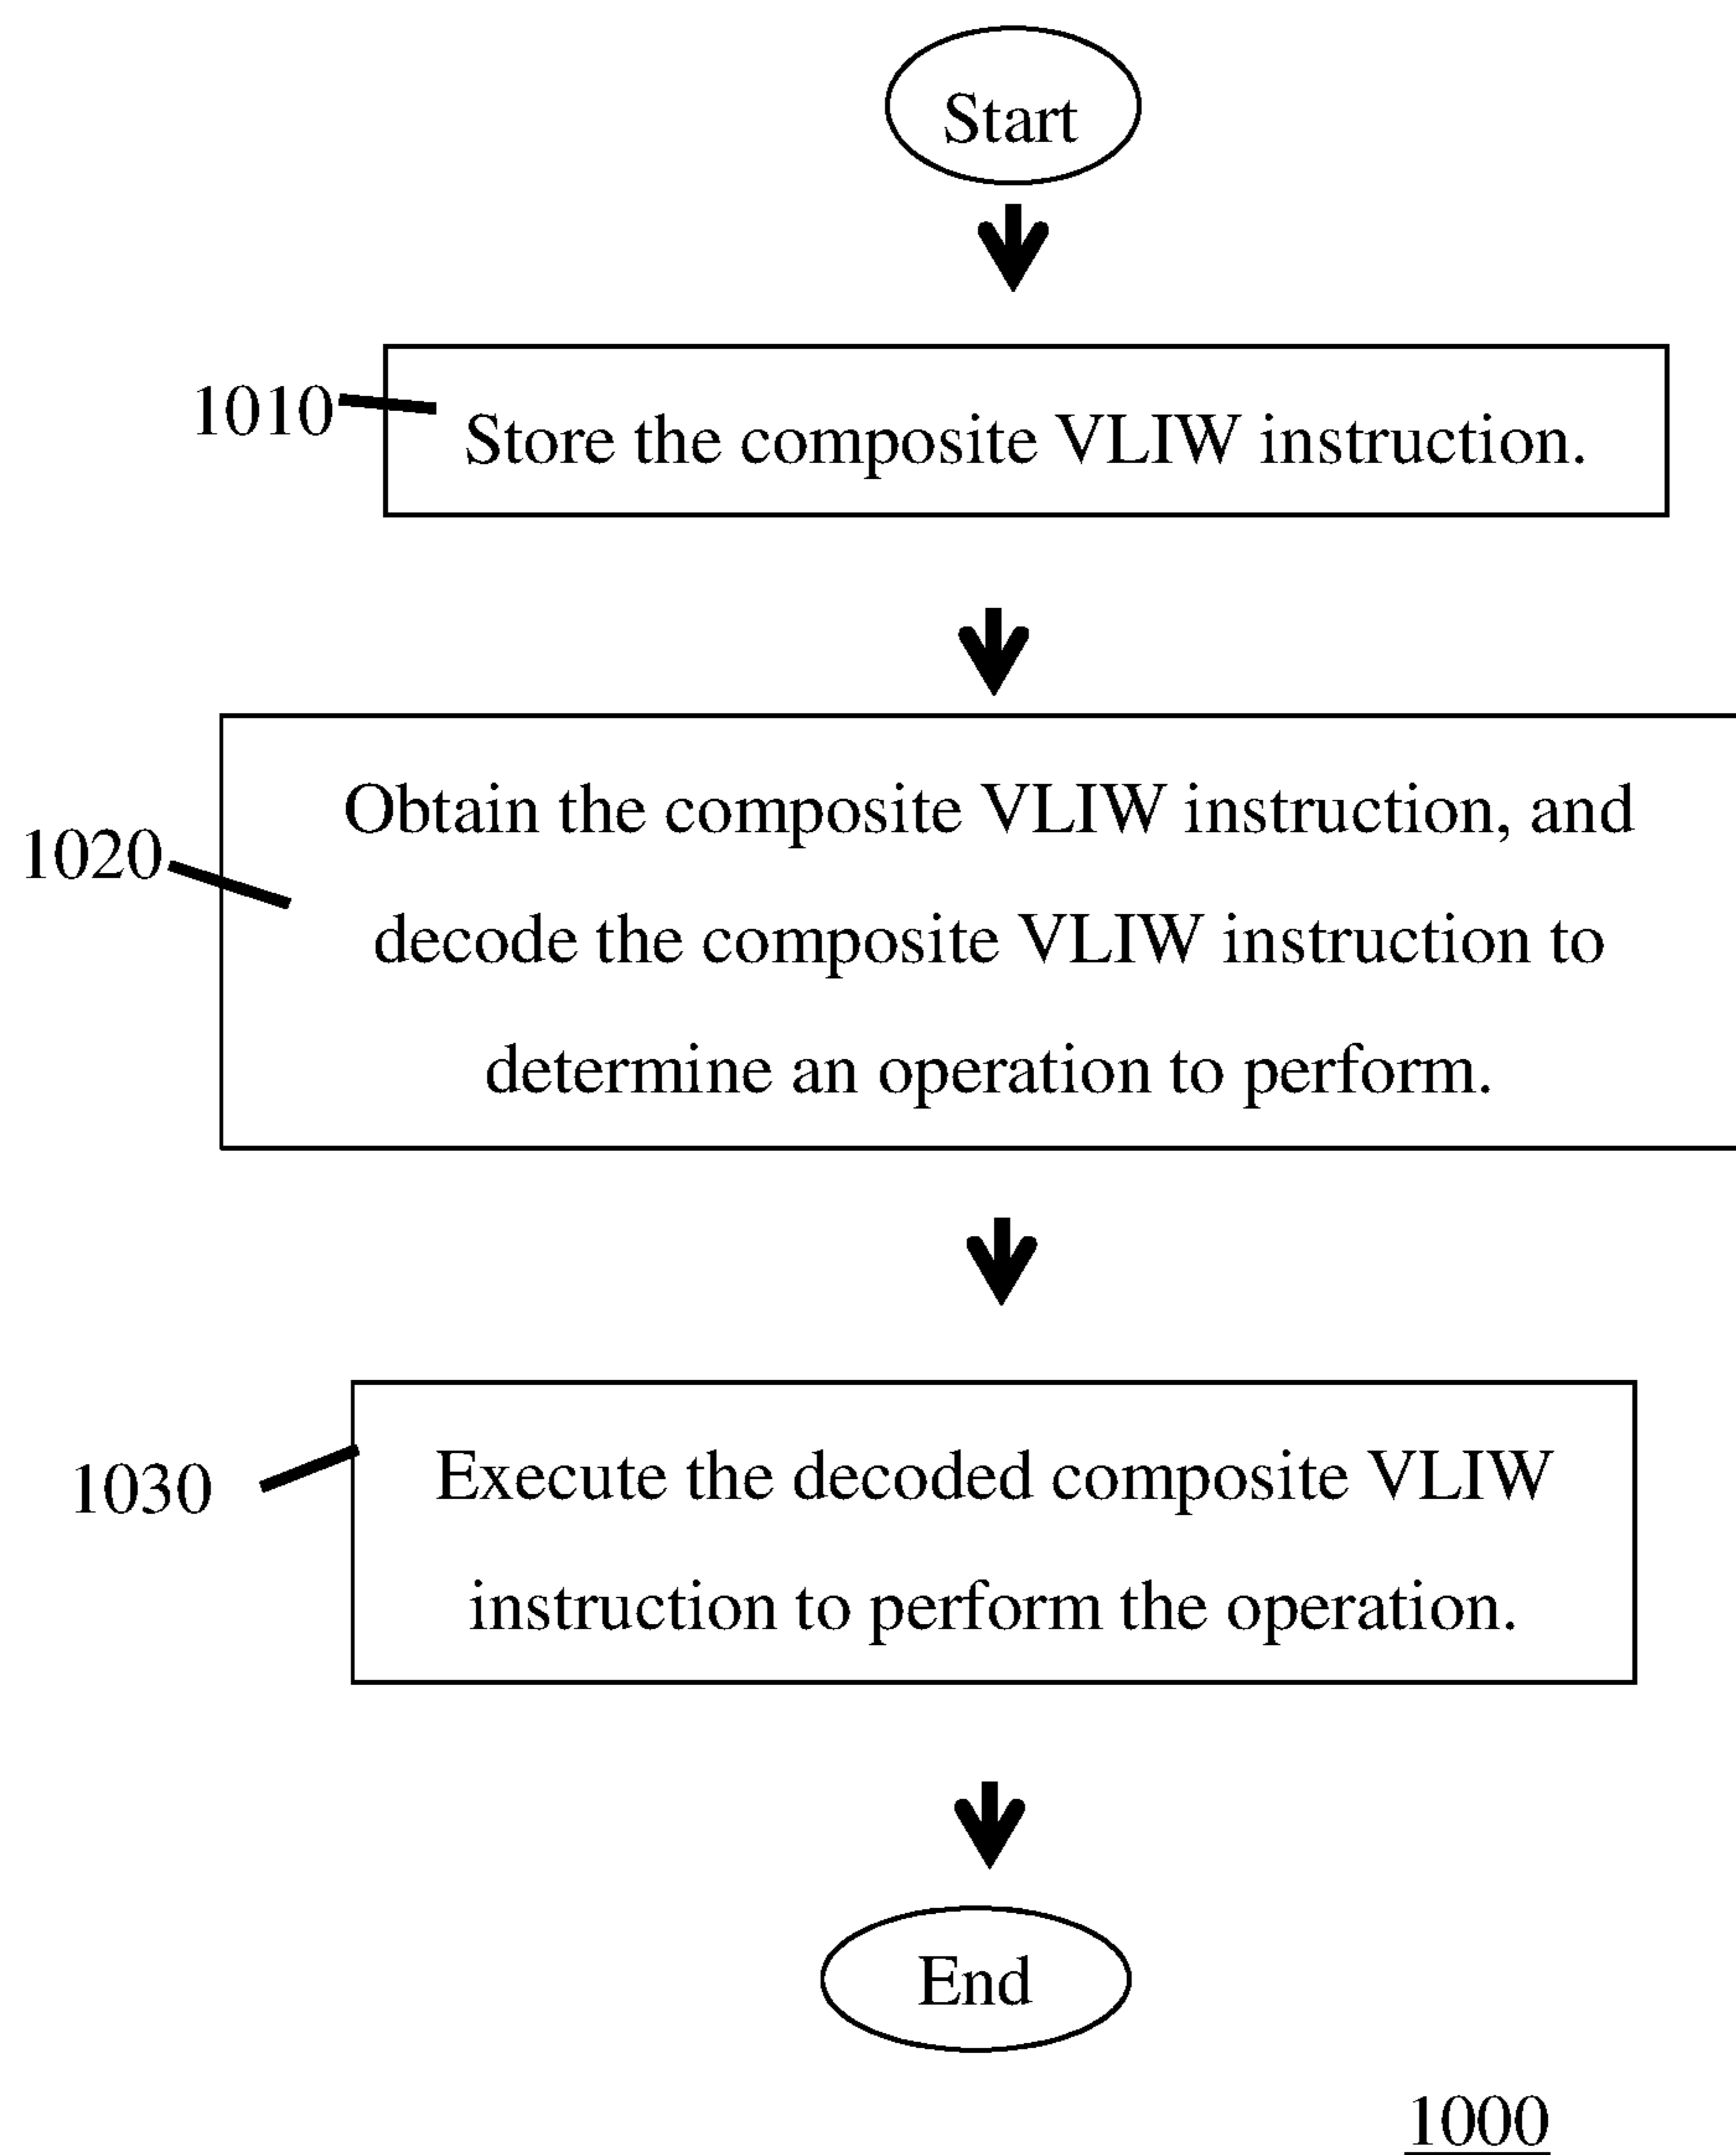 Start
1010
Store the composite VLIW instruction.
Obtain the composite VLIW instruction, and
1020
decode the composite VLIW instruction to
determine an operation to perform.
Execute the decoded composite VLIW
1030
instruction to perform the operation.
End
1000